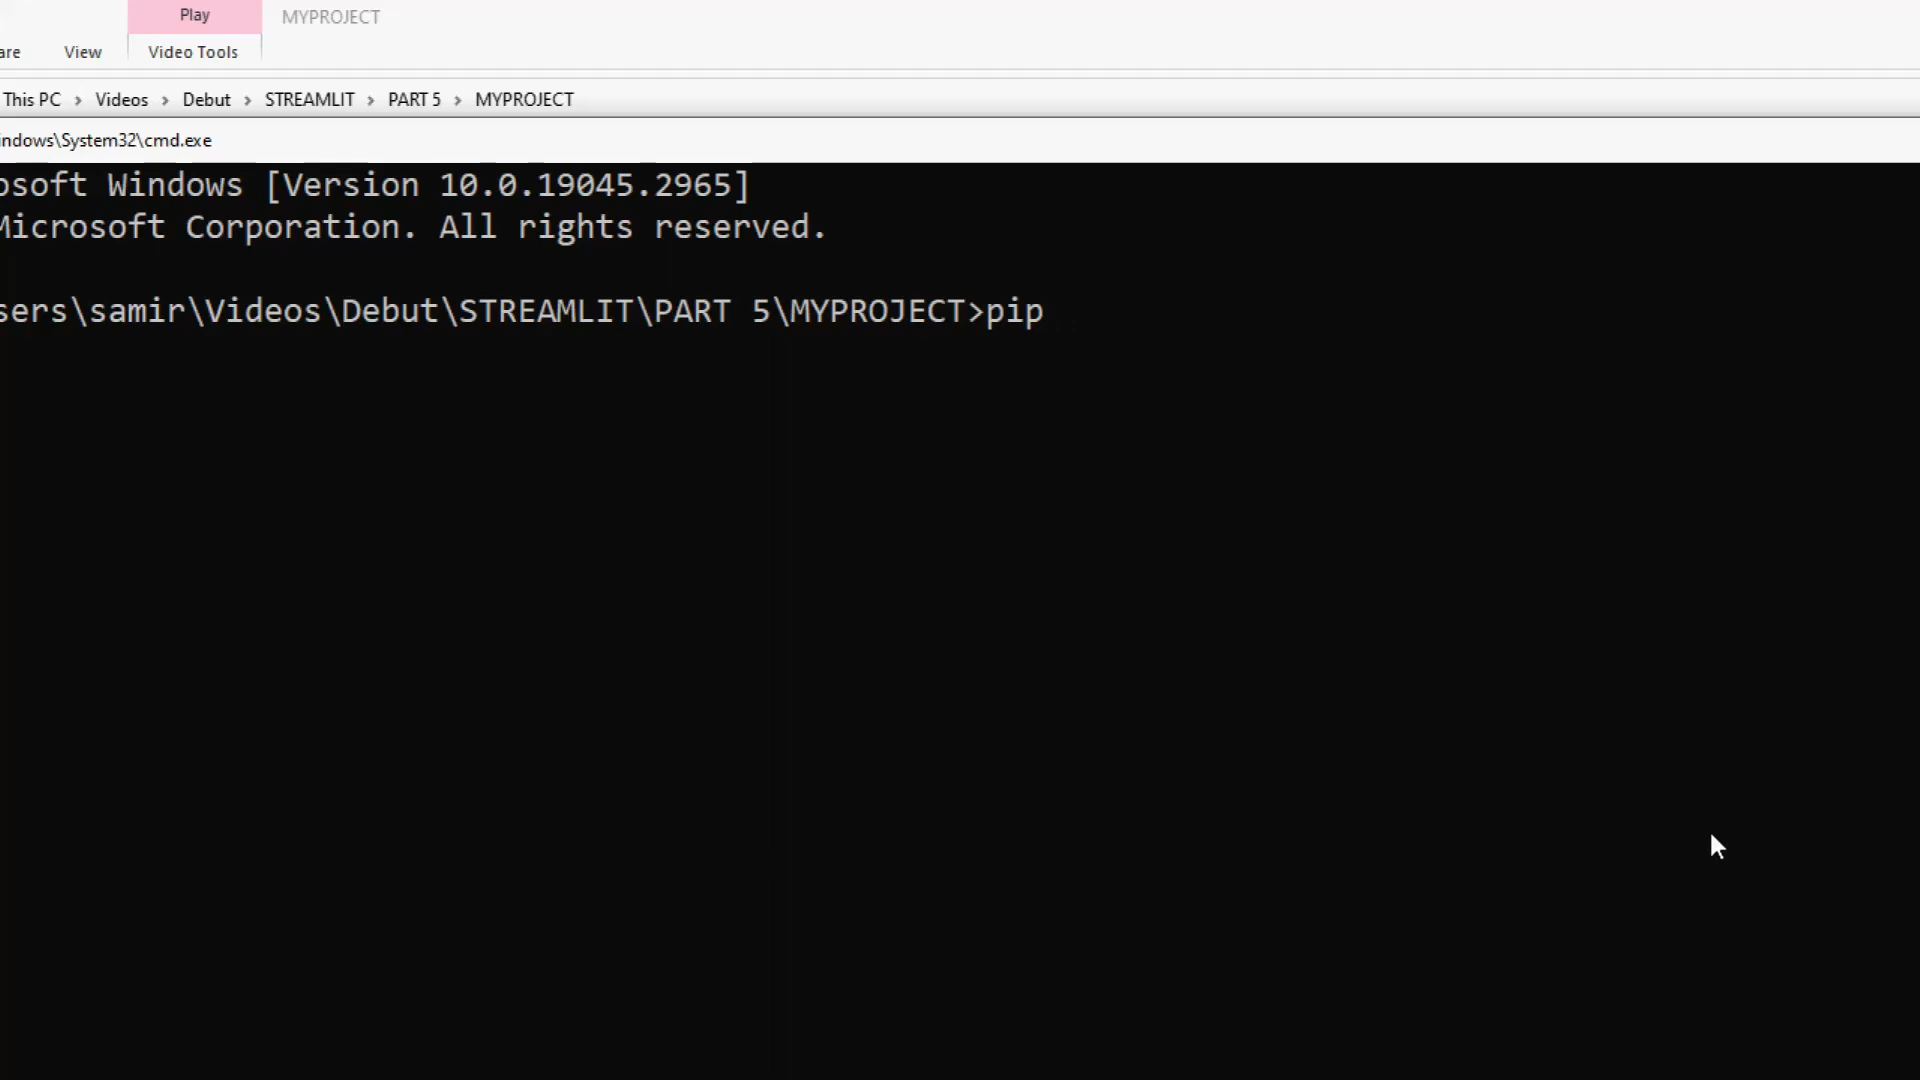 Play MYPROJECT
are View Video Tools
This PC > Videos > Debut > STREAMLIT > PART 5 > MYPROJECT
indows\System32\cmd.exe
osoft Windows [Version 10.0.19045.2965]
Microsoft Corporation. All rights reserved.
sers\samir\Videos\Debut\STREAMLIT\PART 5\MYPROJECT>pip